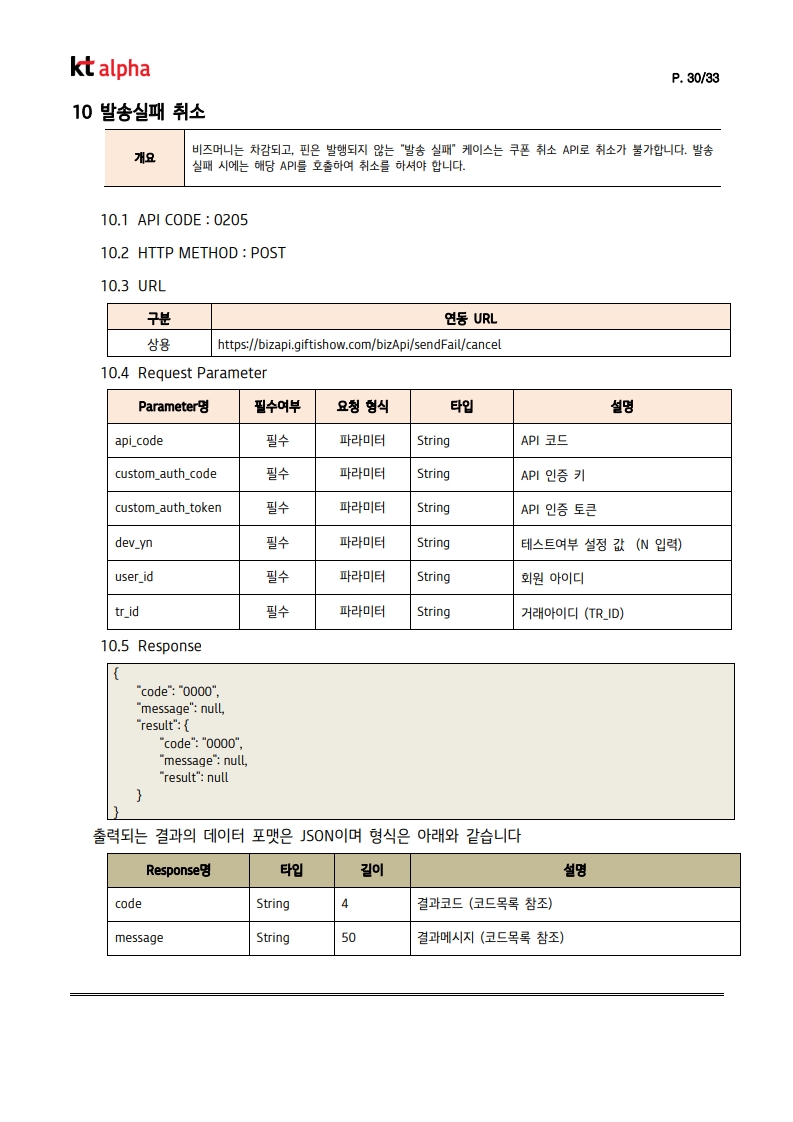 kt alpha
P. 30/33
10 발송실패 취소
개요
비즈머니는 차감되고, 핀은 발행되지 않는 "발송 실패" 케이스는 쿠폰 취소 API로 취소가 불가합니다. 발송
실패 시에는 해당 API를 호출하여 취소를 하셔야 합니다.
10.1 API CODE : 0205
10.2 HTTP METHOD : POST
10.3 URL
구분 연동 URL
상용 https://bizapi.giftishow.com/bizApi/sendFail/cancel
10.4 Request Parameter
Parameter명 필수여부 요청 형식 타입 설명
api_code 필수 파라미터 String API 코드
custom_auth_code 필수 파라미터 String API 인증 키
custom_auth_token 필수 파라미터 String API 인증 토큰
dev_yn 필수 파라미터 String 테스트여부 설정 값 (N 입력)
user_id 필수 파라미터 String 회원 아이디
tr_id 필수 파라미터 String 거래아이디 (TR_ID)
10.5 Response
{
"code": "0000",
"message": null,
"result": {
"code": "0000",
"message": null,
"result": null
}
}
출력되는 결과의 데이터 포맷은 JSON이며 형식은 아래와 같습니다
Response명 타입 길이 설명
code String 4 결과코드 (코드목록 참조)
message String 50 결과메시지 (코드목록 참조)